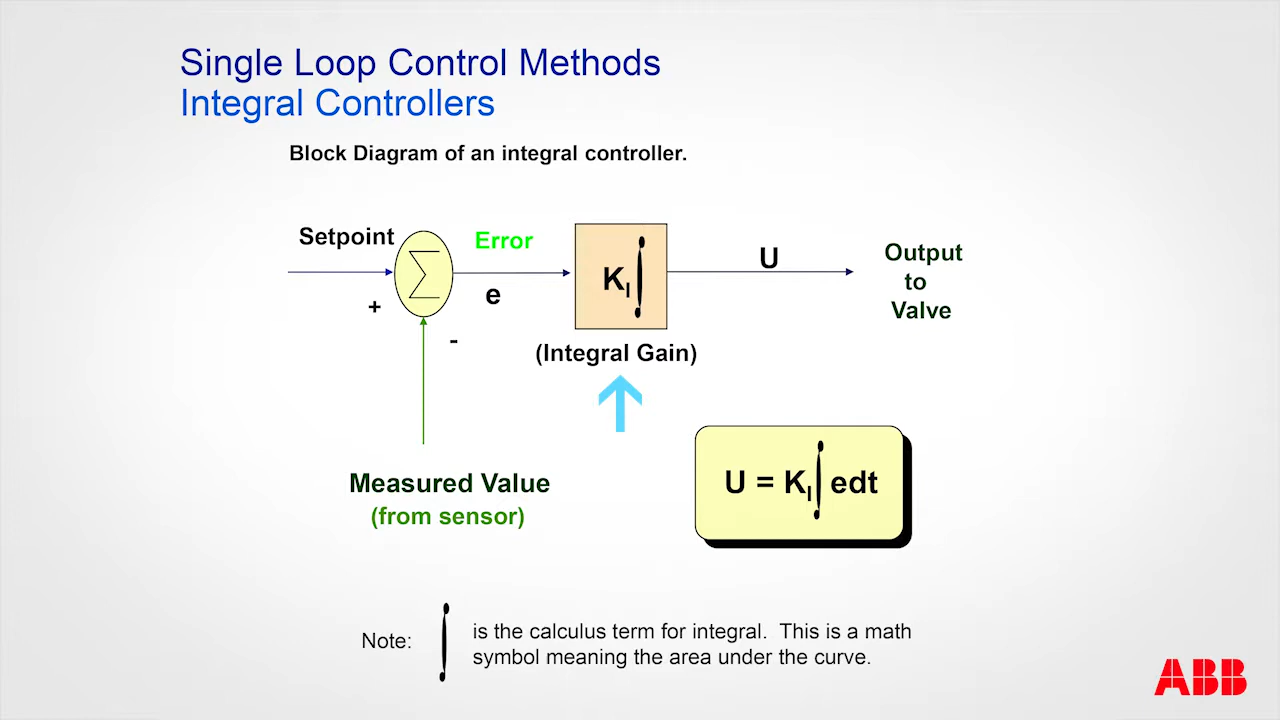 Single Loop Control Methods
Integral Controllers
Block Diagram of an integral controller.
Setpoint
+
-
∑
Error
e
K_I∫
(Integral Gain)
U
Output
to
Valve
Measured Value
(from sensor)
U = K_I∫edt
Note: ∫ is the calculus term for integral. This is a math
symbol meaning the area under the curve.
ABB